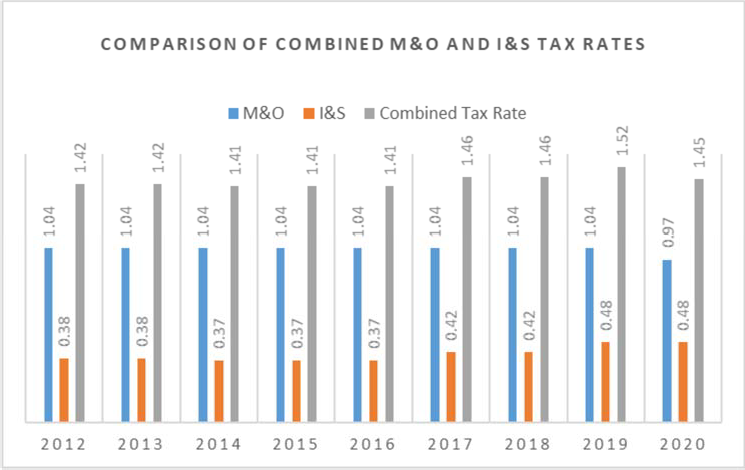 COMPARISON OF COMBINED M&O AND I&S TAX RATES
M&O I&S Combined Tax Rate
1.04 0.38 1.42
1.04 0.38 1.42
1.04 0.37 1.41
1.04 0.37 1.41
1.04 0.37 1.41
1.04 0.42 1.46
1.04 0.42 1.46
1.04 0.48 1.52
0.97 0.48 1.45
2012 2013 2014 2015 2016 2017 2018 2019 2020